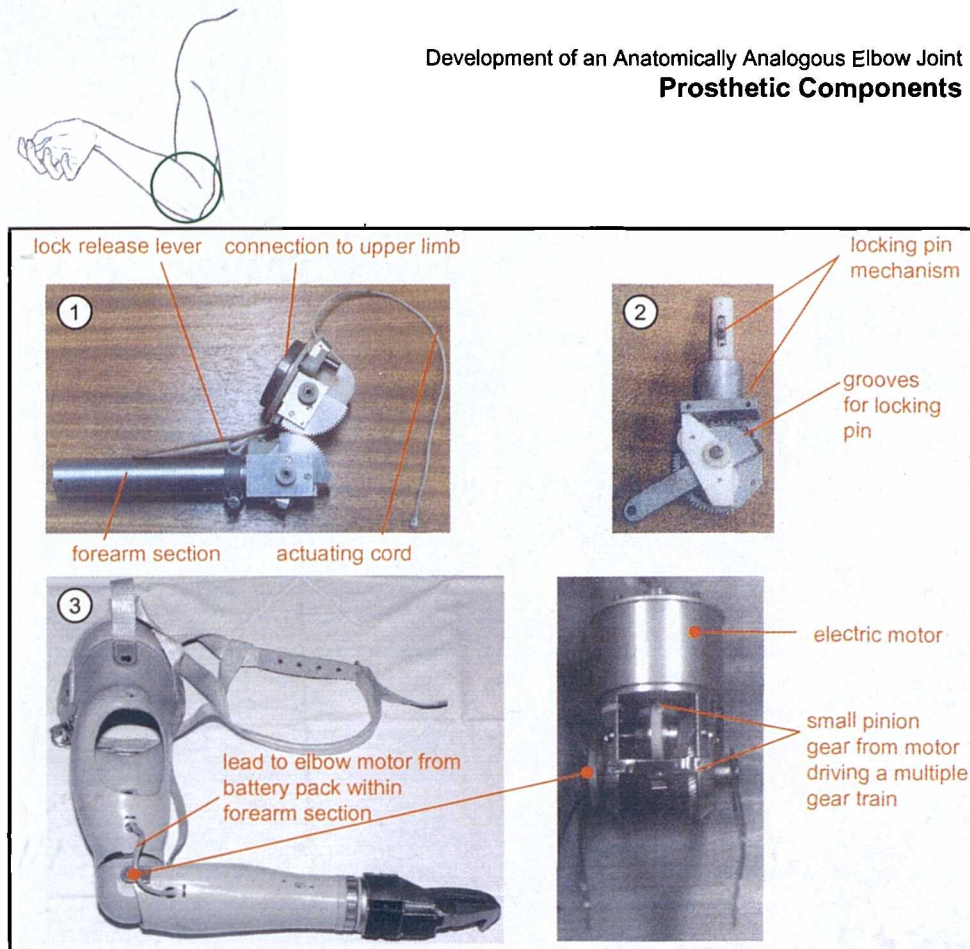 Development of an Anatomically Analogous Elbow Joint
Prosthetic Components
lock release lever
connection to upper limb
1
forearm section
actuating cord
locking pin
mechanism
2
grooves
for locking
pin
3
lead to elbow motor from
battery pack within
forearm section
electric motor
small pinion
gear from motor
driving a multiple
gear train